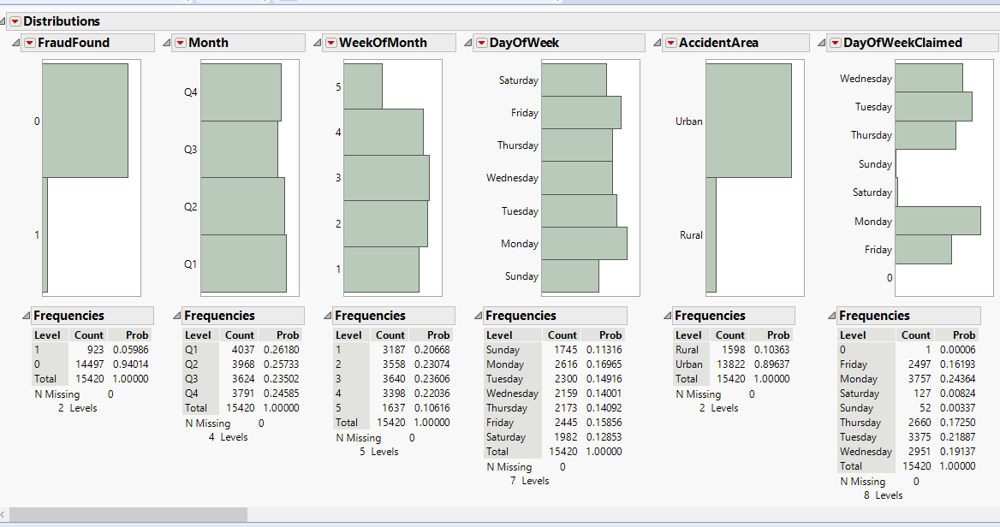 Distributions
FraudFound
0
1
Frequencies
Level Count Prob
1 923 0.05986
0 14497 0.94014
Total 15420 1.00000
N Missing 0
2 Levels
Month
Q4
Q3
Q2
Q1
Frequencies
Level Count Prob
Q1 4037 0.26180
Q2 3968 0.25733
Q3 3624 0.23502
Q4 3791 0.24585
Total 15420 1.00000
N Missing 0
4 Levels
WeekOfMonth
5
4
3
2
1
Frequencies
Level Count Prob
1 3187 0.20668
2 3558 0.23074
3 3640 0.23606
4 3398 0.22036
5 1637 0.10616
Total 15420 1.00000
N Missing 0
5 Levels
DayOfWeek
Saturday
Friday
Thursday
Wednesday
Tuesday
Monday
Sunday
Frequencies
Level Count Prob
Sunday 1745 0.11316
Monday 2616 0.16965
Tuesday 2300 0.14916
Wednesday 2159 0.14001
Thursday 2173 0.14092
Friday 2445 0.15856
Saturday 1982 0.12853
Total 15420 1.00000
N Missing 0
7 Levels
AccidentArea
Urban
Rural
Frequencies
Level Count Prob
Rural 1598 0.10363
Urban 13822 0.89637
Total 15420 1.00000
N Missing 0
2 Levels
DayOfWeekClaimed
Wednesday
Tuesday
Thursday
Sunday
Saturday
Monday
Friday
0
Frequencies
Level Count Prob
0 1 0.00006
Friday 2497 0.16193
Monday 3757 0.24364
Saturday 127 0.00824
Sunday 52 0.00337
Thursday 2660 0.17250
Tuesday 3375 0.21887
Wednesday 2951 0.19137
Total 15420 1.00000
N Missing 0
8 Levels